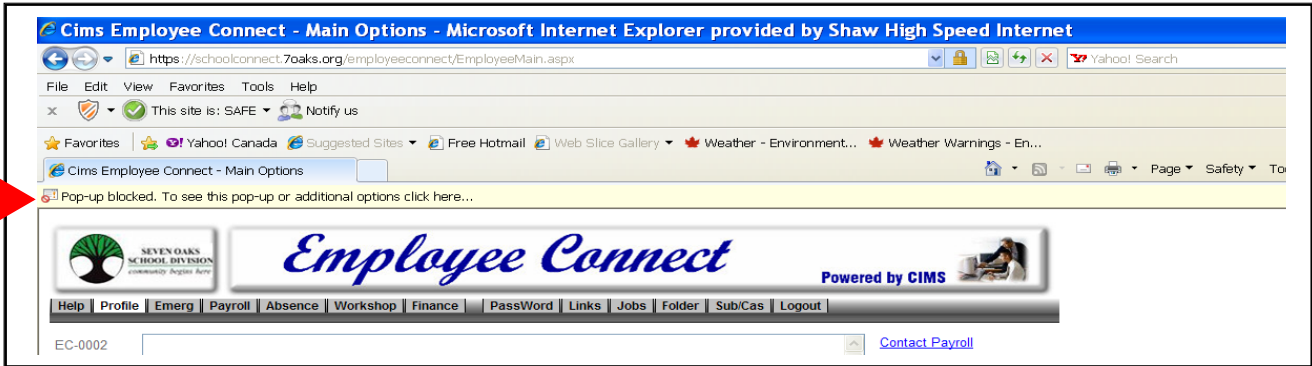 Cims Employee Connect - Main Options - Microsoft Internet Explorer provided by Shaw High Speed Internet
https://schoolconnect.7oaks.org/employeeconnect/EmployeeMain.aspx Yahoo! Search
File Edit View Favorites Tools Help
x This site is: SAFE Notify us
Favorites Yahoo! Canada Suggested Sites Free Hotmail Web Slice Gallery Weather - Environment... Weather Warnings - En...
Cims Employee Connect - Main Options Page Safety To
Pop-up blocked. To see this pop-up or additional options click here...
SEVEN OAKS
SCHOOL DIVISION
community begins here
Employee Connect
Powered by CIMS
Help Profile Emerg Payroll Absence Workshop Finance PassWord Links Jobs Folder Sub/Cas Logout
EC-0002 Contact Payroll